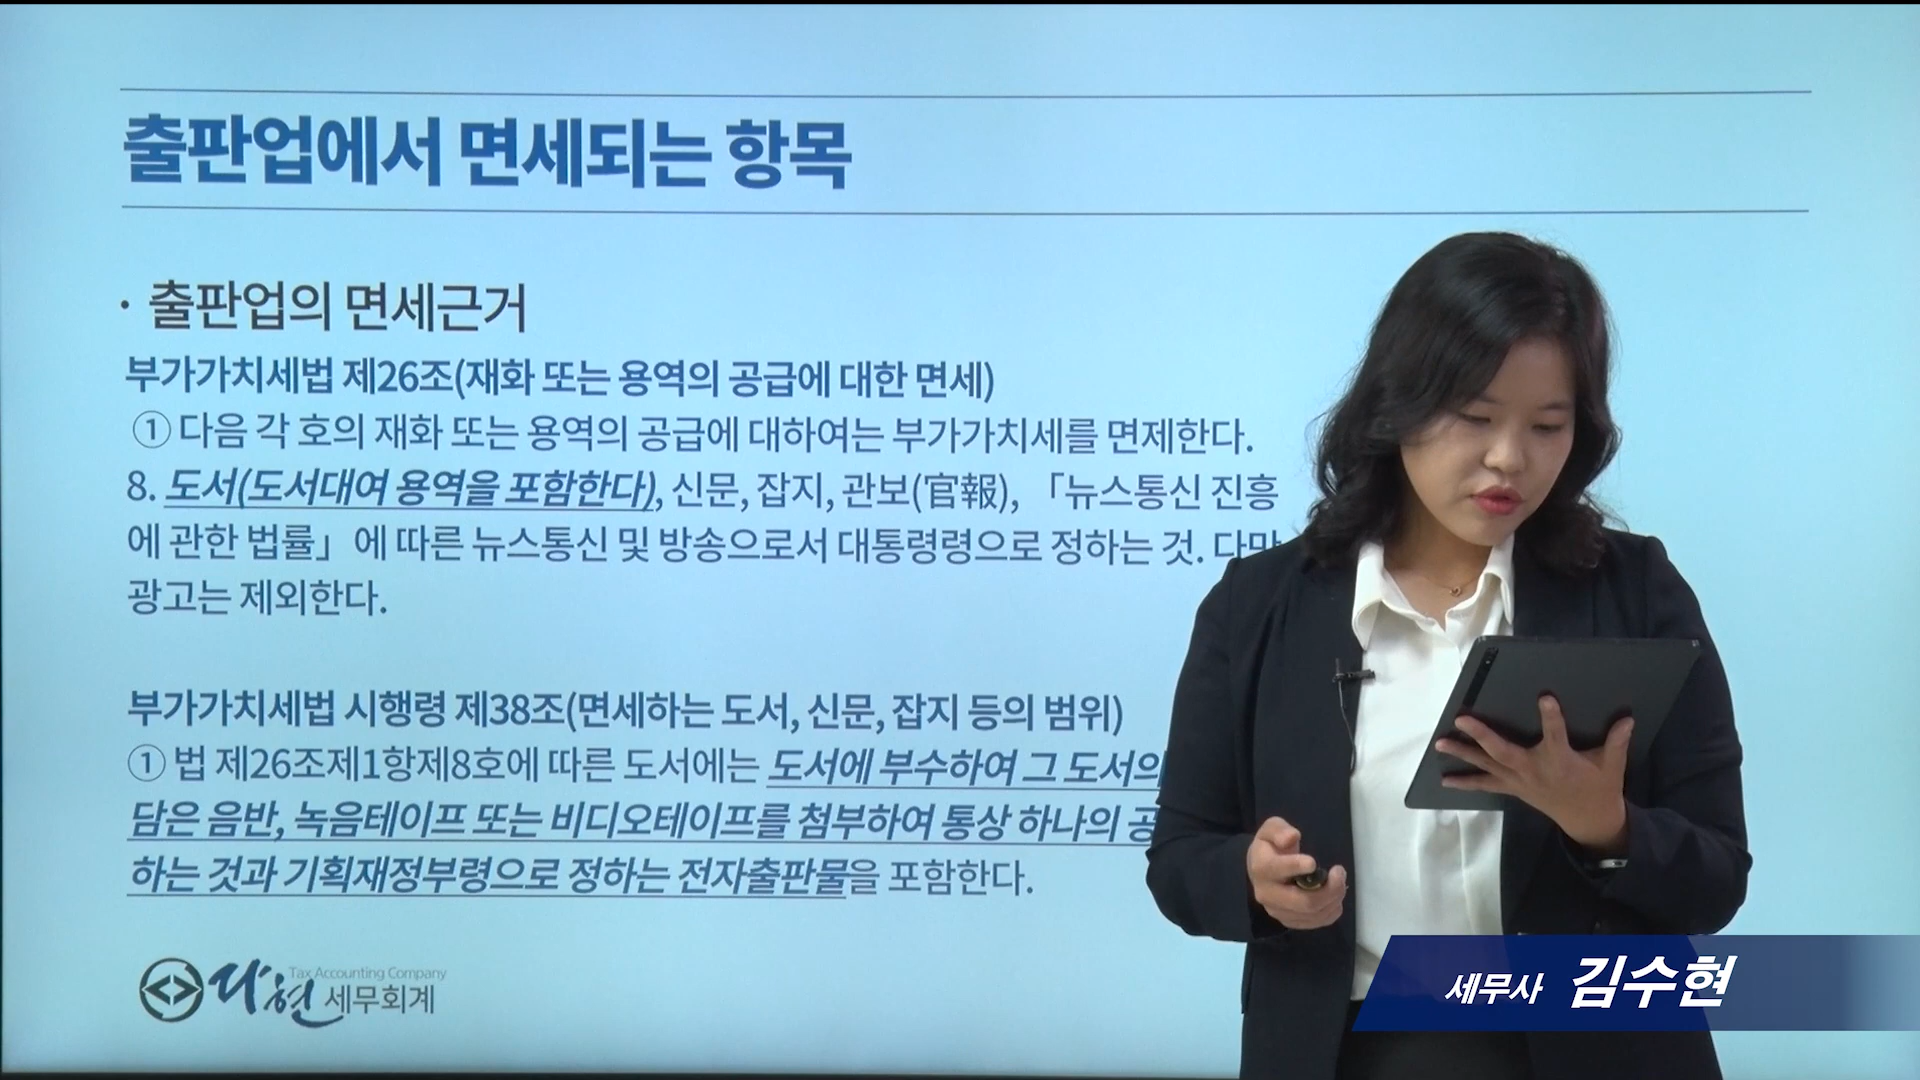 출판업에서 면세되는 항목
· 출판업의 면세근거
부가가치세법 제26조(재화 또는 용역의 공급에 대한 면세)
① 다음 각 호의 재화 또는 용역의 공급에 대하여는 부가가치세를 면제한다.
8. 도서(도서대여 용역을 포함한다), 신문, 잡지, 관보(官報), 「뉴스통신 진흥
에 관한 법률」에 따른 뉴스통신 및 방송으로서 대통령령으로 정하는 것. 다만
광고는 제외한다.
부가가치세법 시행령 제38조(면세하는 도서, 신문, 잡지 등의 범위)
① 법 제26조제1항제8호에 따른 도서에는 도서에 부수하여 그 도서의
담은 음반, 녹음테이프 또는 비디오테이프를 첨부하여 통상 하나의 공
하는 것과 기획재정부령으로 정하는 전자출판물을 포함한다.
다현 Tax Accounting Company
세무회계
세무사 김수현